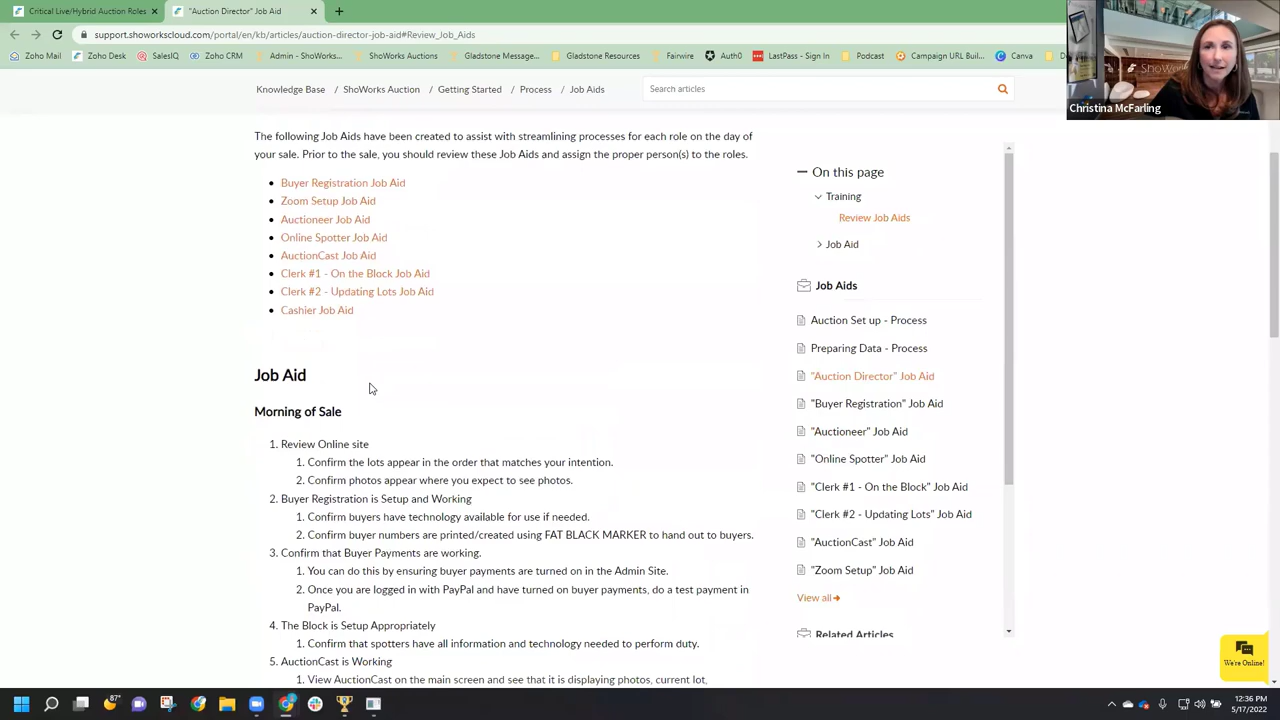 Critical Live/Hybrid Auction Roles
"Auction Director" Job Aid
support.showorkscloud.com/portal/en/kb/articles/auction-director-job-aid#Review_Job_Aids
Zoho Mail
Zoho Desk
SalesIQ
Zoho CRM
Admin - ShoWorks...
ShoWorks Auctions
Gladstone Message...
Gladstone Resources
Fairwire
Auth0
LastPass - Sign In
Podcast
Campaign URL Buil...
Canva
Christina McFarling
Knowledge Base / ShoWorks Auction / Getting Started / Process / Job Aids
Search articles
The following Job Aids have been created to assist with streamlining processes for each role on the day of
your sale. Prior to the sale, you should review these Job Aids and assign the proper person(s) to the roles.
Buyer Registration Job Aid
Zoom Setup Job Aid
Auctioneer Job Aid
Online Spotter Job Aid
AuctionCast Job Aid
Clerk #1 - On the Block Job Aid
Clerk #2 - Updating Lots Job Aid
Cashier Job Aid
Job Aid
Morning of Sale
1. Review Online site
1. Confirm the lots appear in the order that matches your intention.
2. Confirm photos appear where you expect to see photos.
2. Buyer Registration is Setup and Working
1. Confirm buyers have technology available for use if needed.
2. Confirm buyer numbers are printed/created using FAT BLACK MARKER to hand out to buyers.
3. Confirm that Buyer Payments are working.
1. You can do this by ensuring buyer payments are turned on in the Admin Site.
2. Once you are logged in with PayPal and have turned on buyer payments, do a test payment in
PayPal.
4. The Block is Setup Appropriately
1. Confirm that spotters have all information and technology needed to perform duty.
5. AuctionCast is Working
1. View AuctionCast on the main screen and see that it is displaying photos, current lot,
On this page
Training
Review Job Aids
Job Aid
Job Aids
Auction Set up - Process
Preparing Data - Process
"Auction Director" Job Aid
"Buyer Registration" Job Aid
"Auctioneer" Job Aid
"Online Spotter" Job Aid
"Clerk #1 - On the Block" Job Aid
"Clerk #2 - Updating Lots" Job Aid
"AuctionCast" Job Aid
"Zoom Setup" Job Aid
View all
Related Articles
We're Online!
87°
12:36 PM
5/17/2022